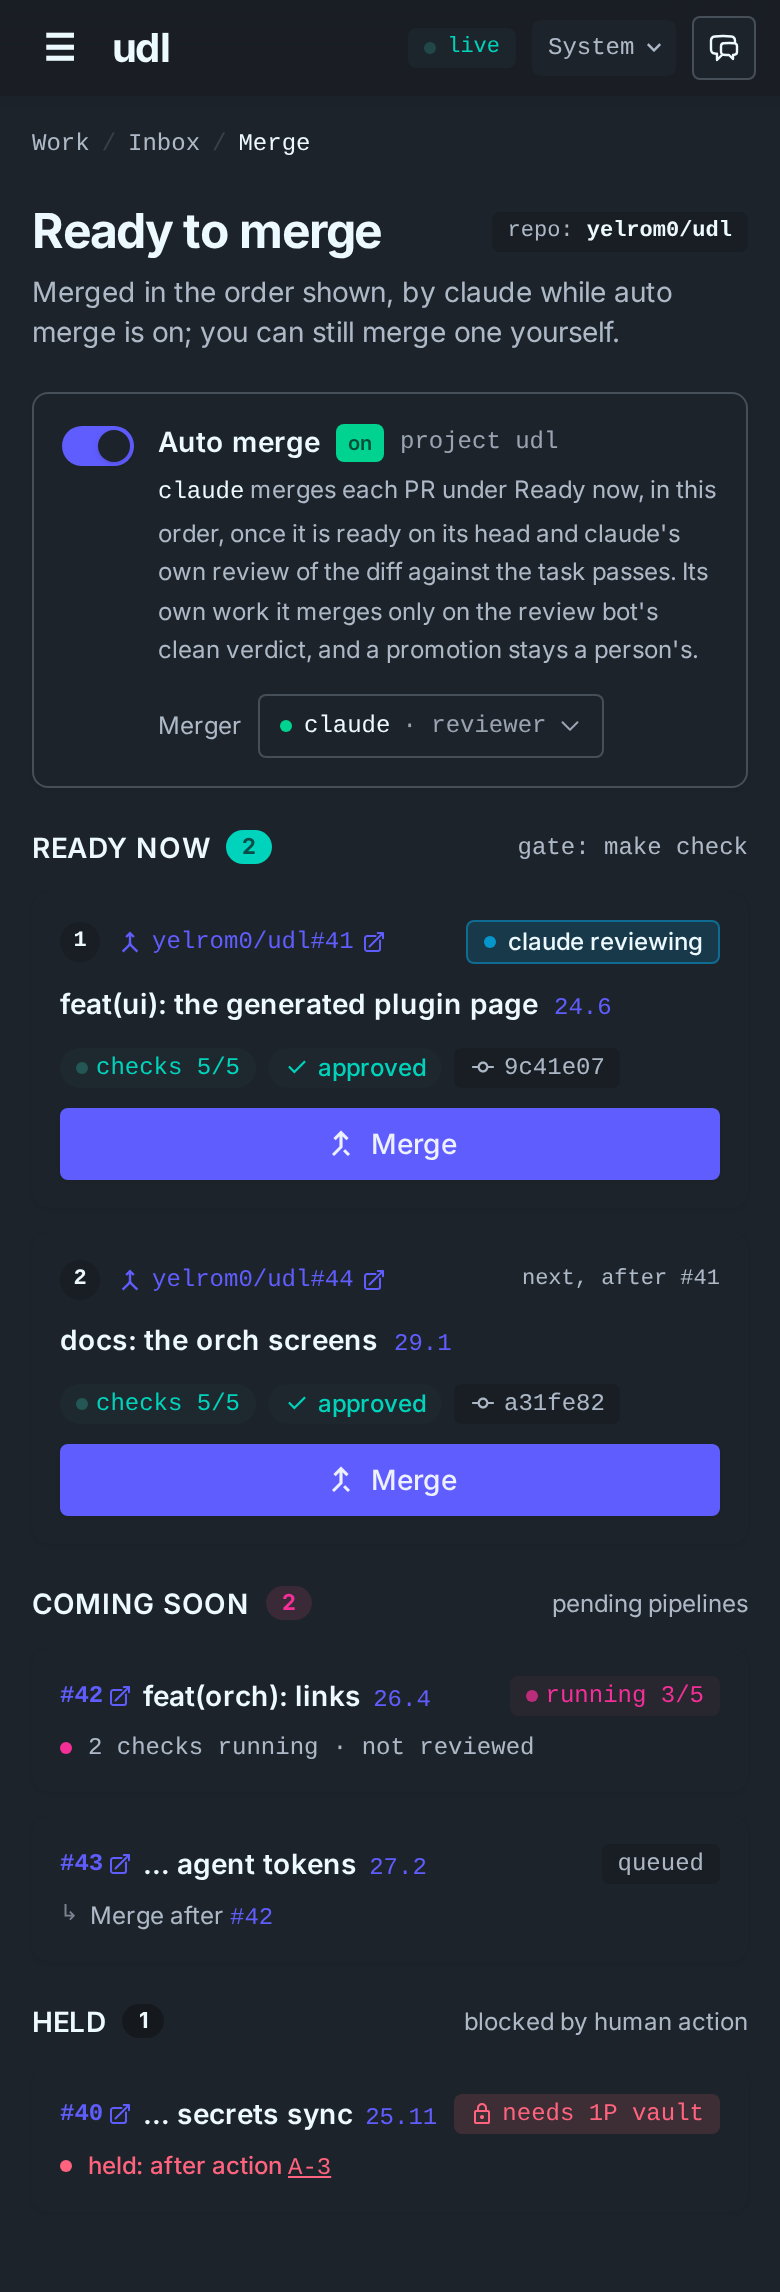 ☰ udl live System
Work / Inbox / Merge
Ready to merge repo: yelrom0/udl
Merged in the order shown, by claude while auto
merge is on; you can still merge one yourself.
Auto merge on project udl
claude merges each PR under Ready now, in this
order, once it is ready on its head and claude's
own review of the diff against the task passes. Its
own work it merges only on the review bot's
clean verdict, and a promotion stays a person's.
Merger claude · reviewer
READY NOW 2 gate: make check
1 yelrom0/udl#41 claude reviewing
feat(ui): the generated plugin page 24.6
checks 5/5 approved 9c41e07
Merge
2 yelrom0/udl#44 next, after #41
docs: the orch screens 29.1
checks 5/5 approved a31fe82
Merge
COMING SOON 2 pending pipelines
#42 feat(orch): links 26.4 running 3/5
2 checks running · not reviewed
#43 ... agent tokens 27.2 queued
↳ Merge after #42
HELD 1 blocked by human action
#40 ... secrets sync 25.11 needs 1P vault
held: after action A-3